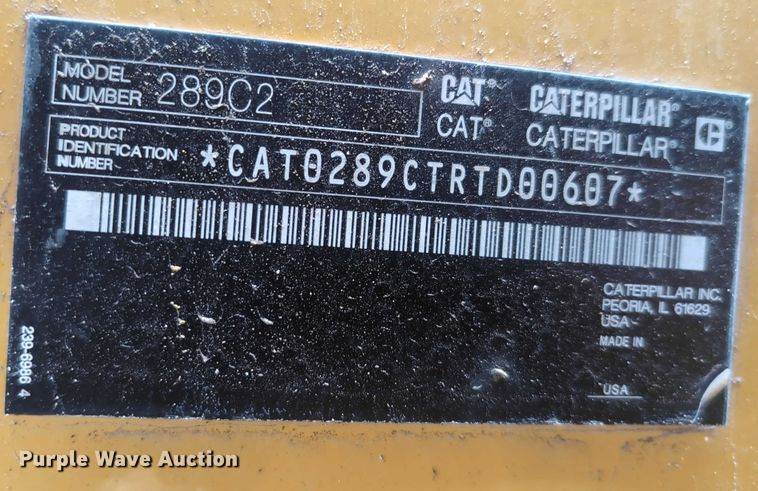 MODEL
NUMBER 289C2
CAT® CATERPILLAR®
CAT® CATERPILLAR®
PRODUCT
IDENTIFICATION
NUMBER *CAT0289CTRTD00607*
CATERPILLAR INC.
PEORIA, IL 61629
USA
MADE IN
USA
239-6996 4
Purple Wave Auction